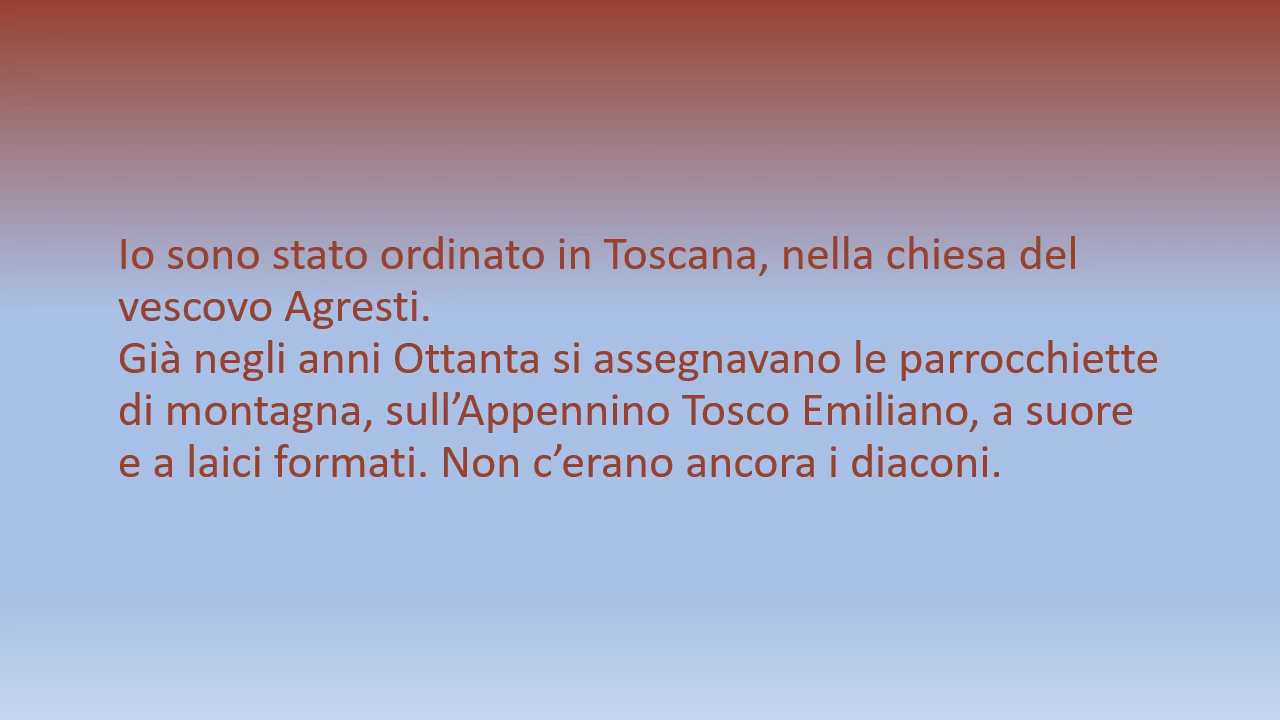 Io sono stato ordinato in Toscana, nella chiesa del
vescovo Agresti.
Già negli anni Ottanta si assegnavano le parrocchiette
di montagna, sull’Appennino Tosco Emiliano, a suore
e a laici formati. Non c’erano ancora i diaconi.